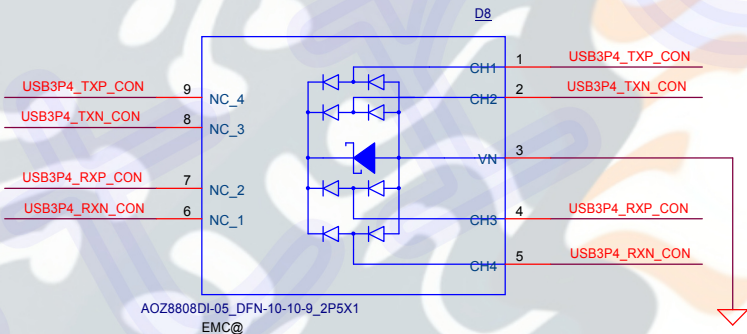 D8
USB3P4_TXP_CON 9 NC_4 CH1 1 USB3P4_TXP_CON
USB3P4_TXN_CON 8 NC_3 CH2 2 USB3P4_TXN_CON
VN 3
USB3P4_RXP_CON 7 NC_2 CH3 4 USB3P4_RXP_CON
USB3P4_RXN_CON 6 NC_1 CH4 5 USB3P4_RXN_CON
AOZ8808DI-05_DFN-10-10-9_2P5X1
EMC@